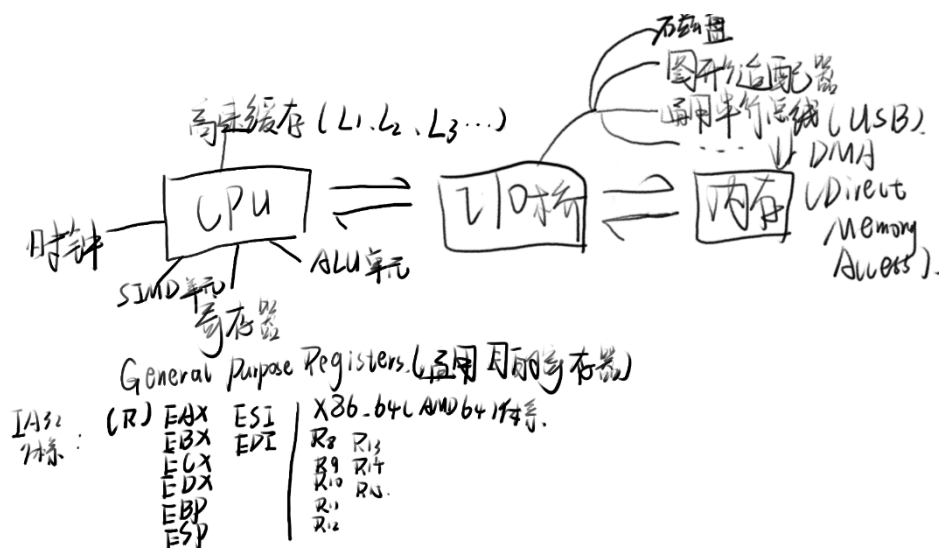 磁盘
图形适配器
高速缓存(L1、L2、L3…)
通用串行总线(USB)
.....
DMA
(Direct
Memory
Access).
CPU
I/O桥
内存
时钟
SIMD单元
ALU单元
寄存器
General Purpose Registers.(通用目的寄存器)
IA32
体系:
(R) EAX ESI
EBX EDI
ECX
EDX
EBP
ESP
X86_64(AMD64)体系.
R8 R13
R9 R14
R10 R15.
R11
R12